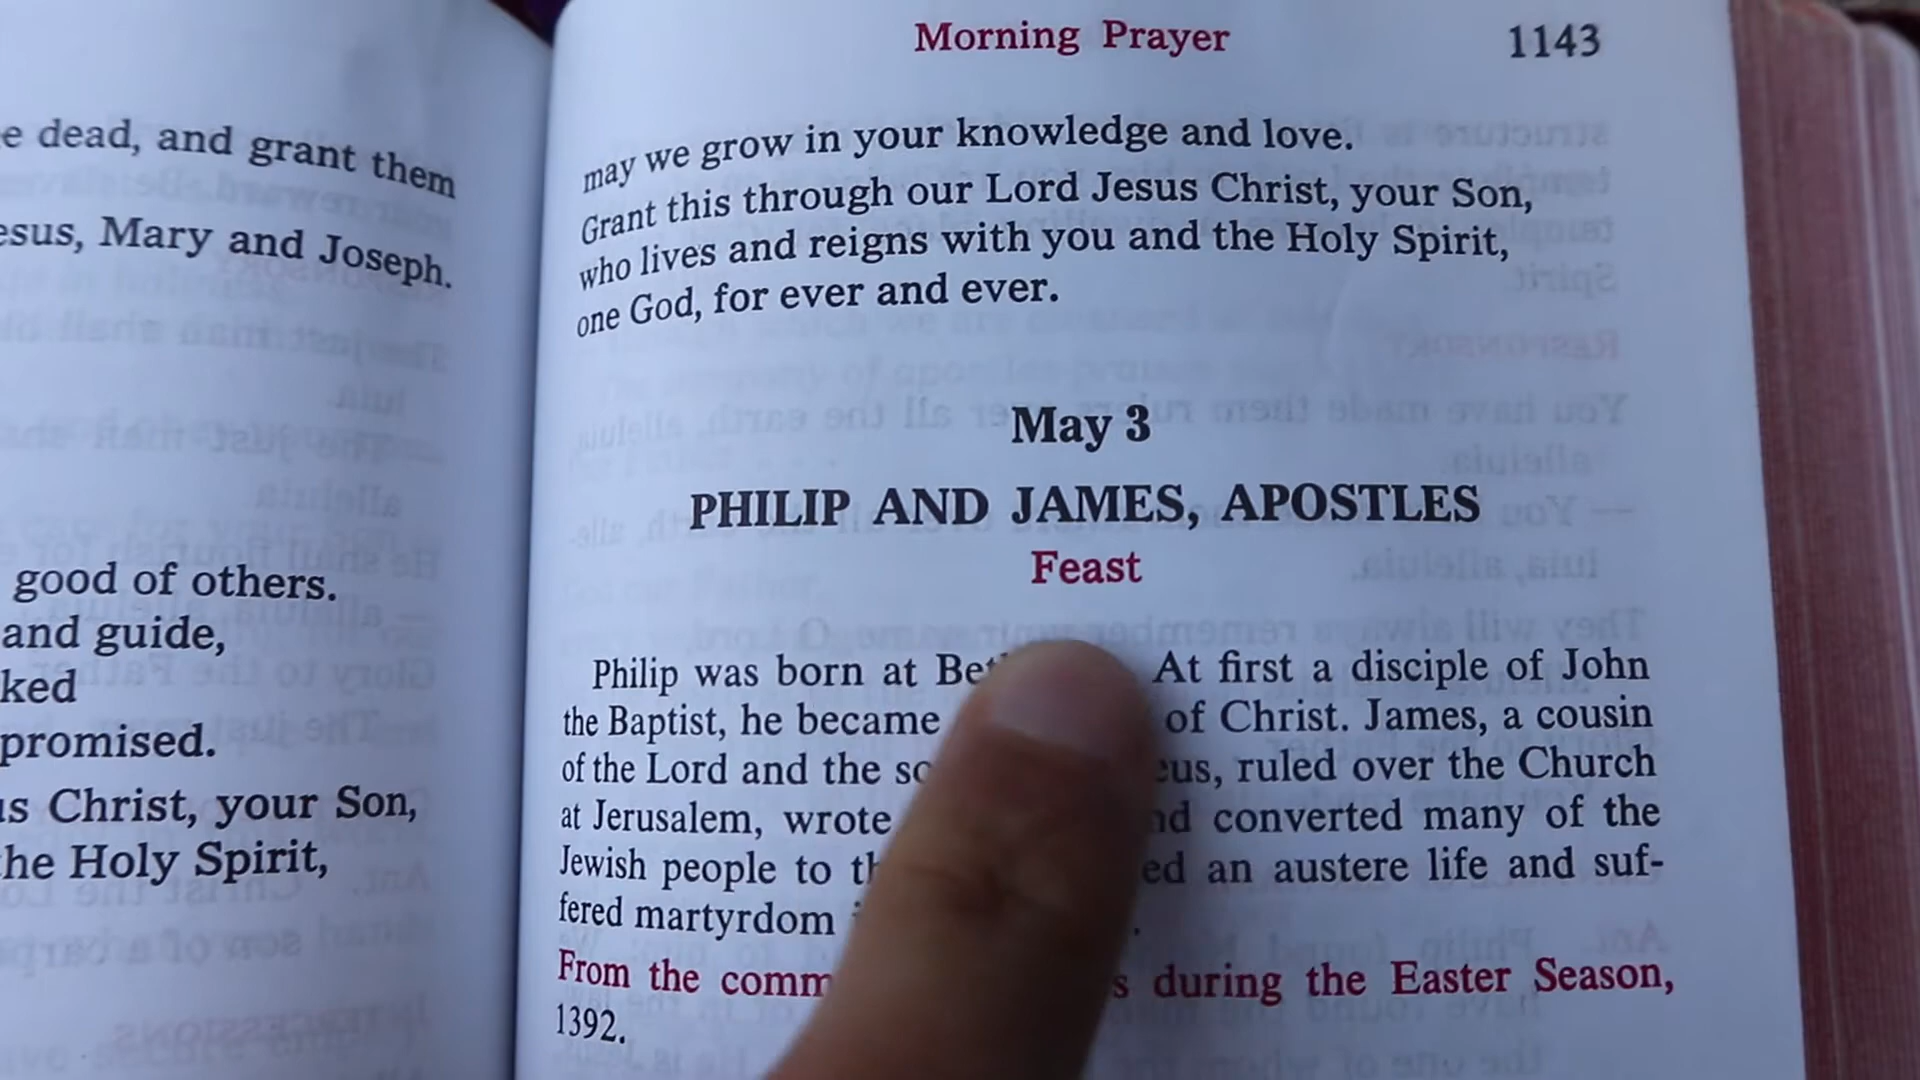 e dead, and grant them
esus, Mary and Joseph.
good of others.
and guide,
ked
promised.
us Christ, your Son,
he Holy Spirit,
Morning Prayer 1143
may we grow in your knowledge and love.
Grant this through our Lord Jesus Christ, your Son,
who lives and reigns with you and the Holy Spirit,
one God, for ever and ever.
May 3
PHILIP AND JAMES, APOSTLES
Feast
Philip was born at Bet At first a disciple of John
the Baptist, he became of Christ. James, a cousin
of the Lord and the so eus, ruled over the Church
at Jerusalem, wrote nd converted many of the
Jewish people to th ed an austere life and suf-
fered martyrdom
From the comm s during the Easter Season,
1392.